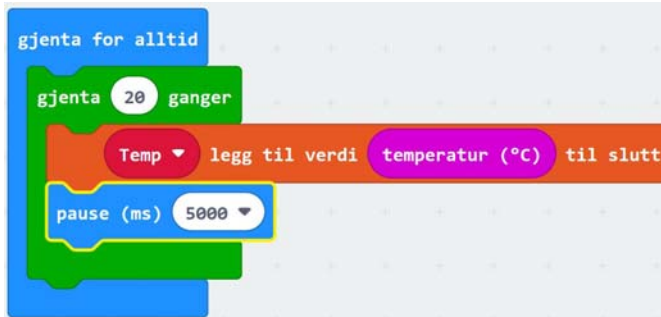 gjenta for alltid
gjenta 20 ganger
Temp legg til verdi temperatur (°C) til slutt
pause (ms) 5000